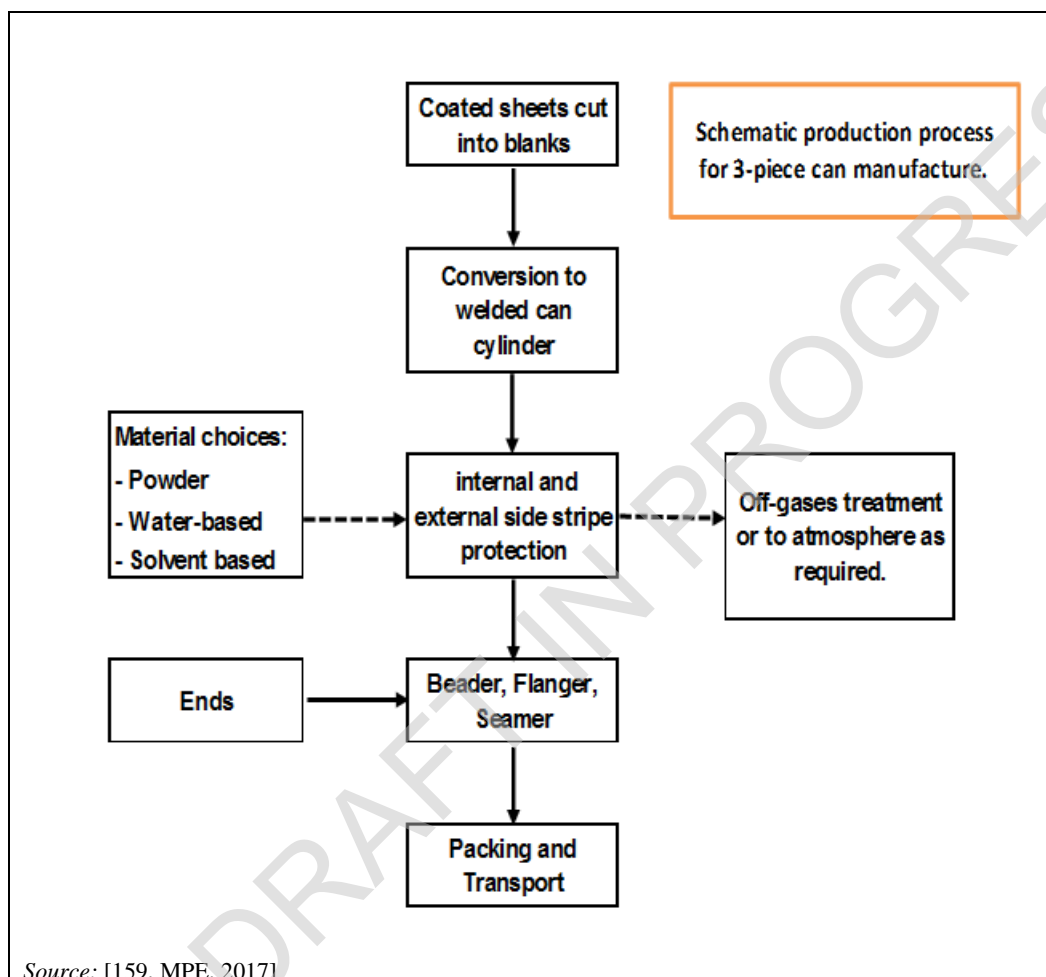 Coated sheets cut
into blanks
Schematic production process
for 3-piece can manufacture.
Conversion to
welded can
cylinder
Material choices:
- Powder
- Water-based
- Solvent based
internal and
external side stripe
protection
Off-gases treatment
or to atmosphere as
required.
Ends
Beader, Flanger,
Seamer
Packing and
Transport
DRAFT IN PROGRES
Source: [159, MPE, 2017]